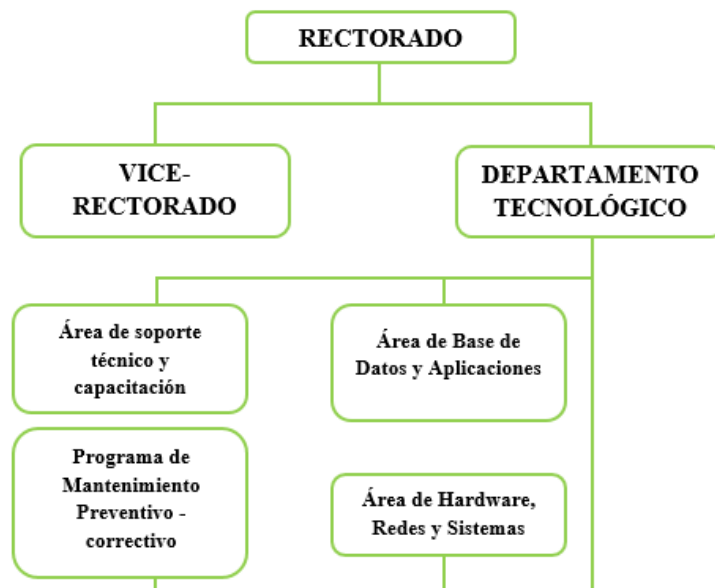 RECTORADO
VICE-
RECTORADO
DEPARTAMENTO
TECNOLÓGICO
Área de soporte
técnico y
capacitación
Área de Base de
Datos y Aplicaciones
Programa de
Mantenimiento
Preventivo -
correctivo
Área de Hardware,
Redes y Sistemas